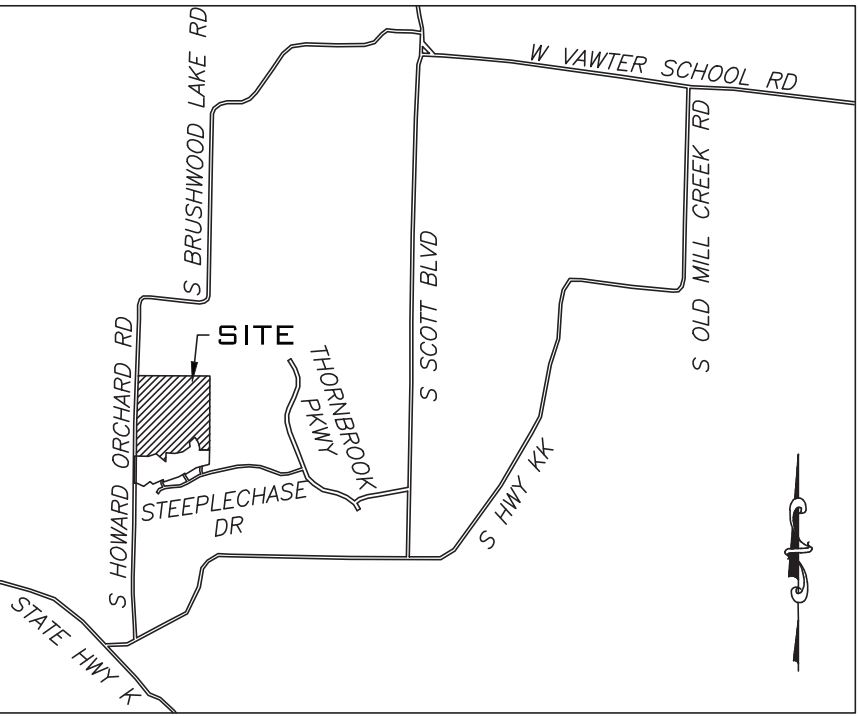 W VAWTER SCHOOL RD
S BRUSHWOOD LAKE RD
S OLD MILL CREEK RD
S SCOTT BLVD
SITE
S HOWARD ORCHARD RD
THORNBROOK
PKWY
STEEPLECHASE
DR
S HWY KK
STATE HWY K